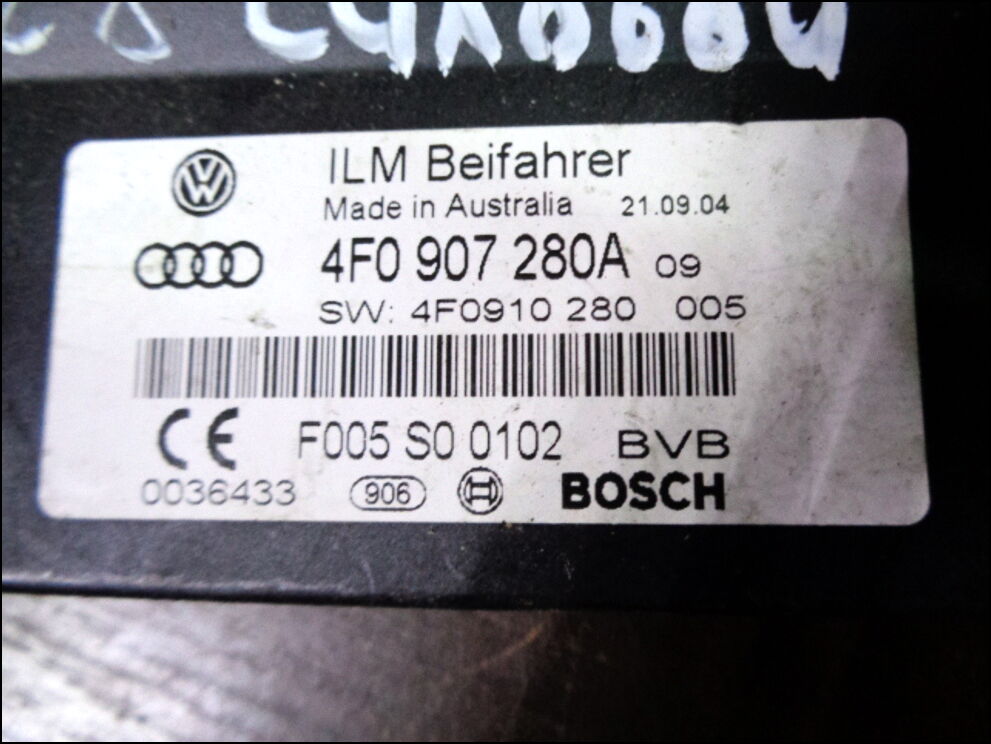 ILM Beifahrer
Made in Australia 21.09.04
4F0 907 280A 09
SW: 4F0910 280 005
CE F005 S0 0102 BVB
0036433 906 BOSCH